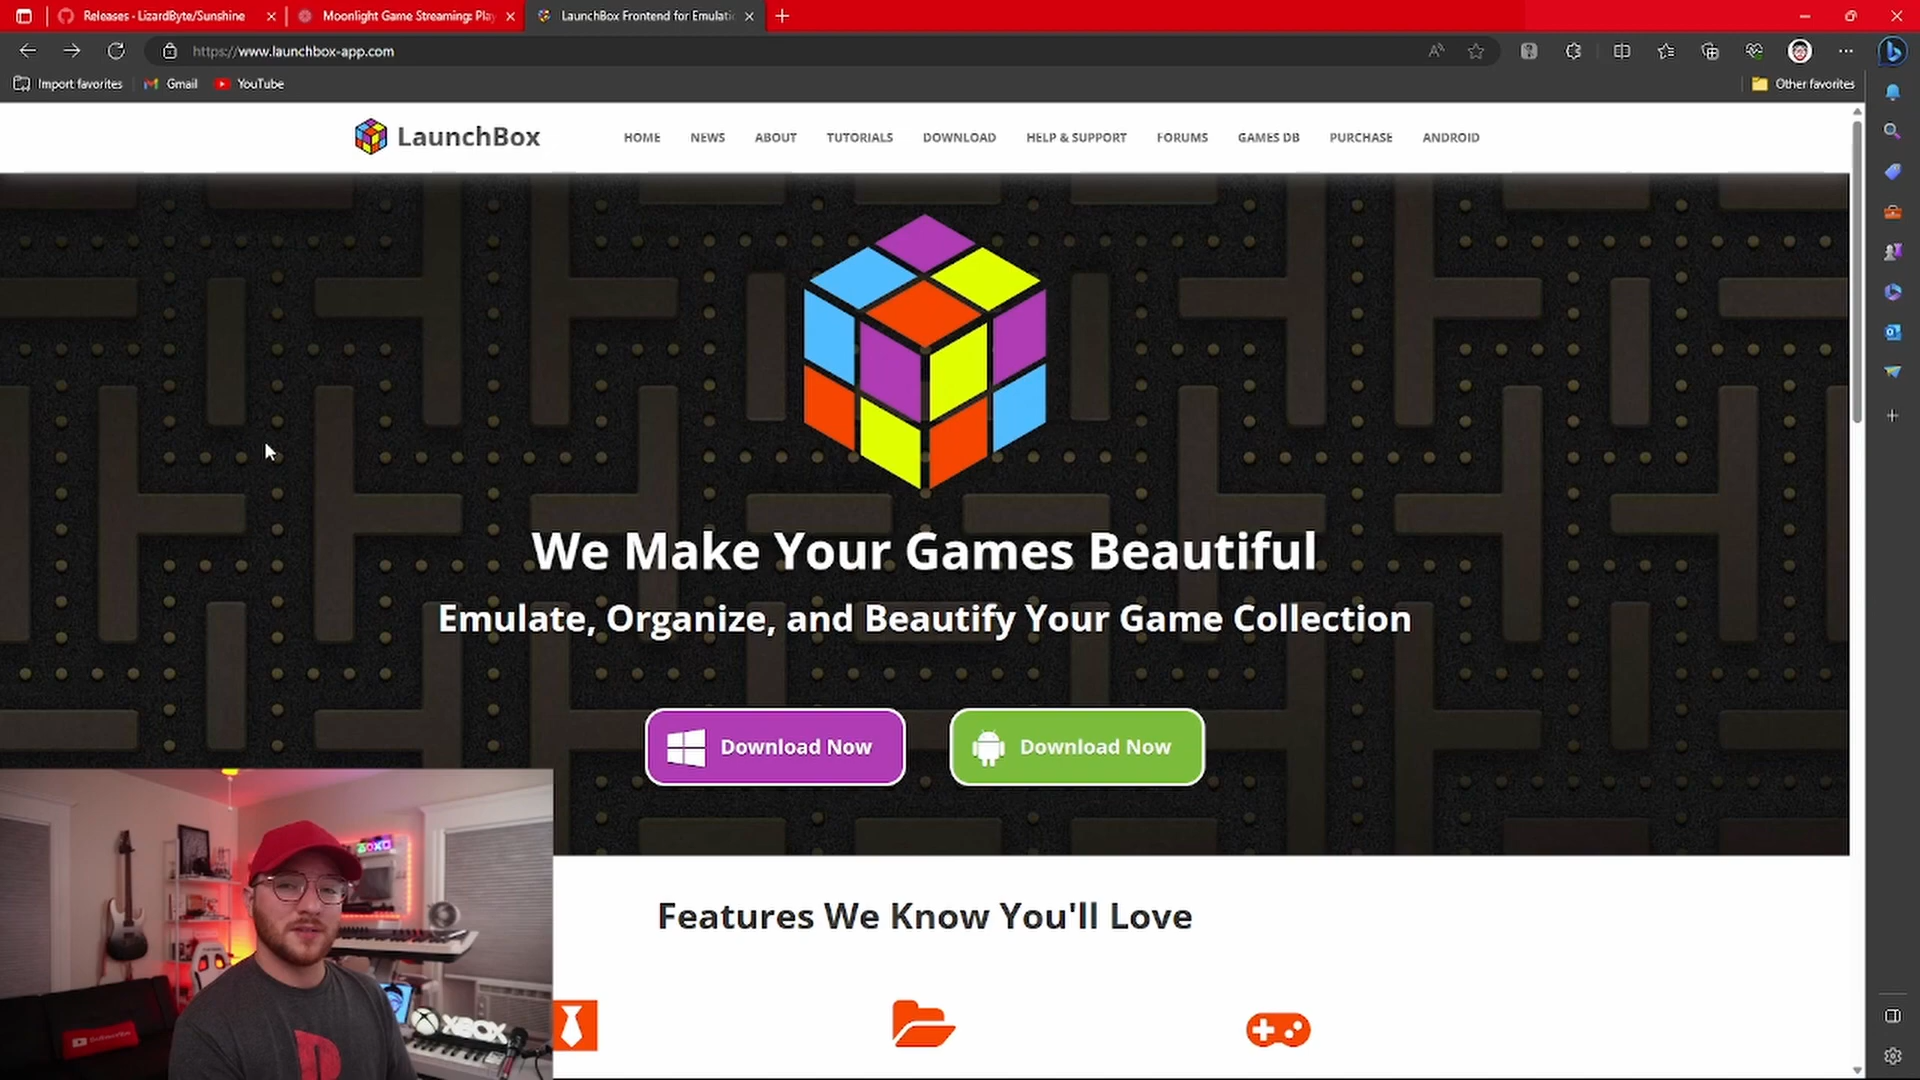 Releases - LizardByte/Sunshine
Moonlight Game Streaming: Play
LaunchBox Frontend for Emulati
https://www.launchbox-app.com
Import favorites
Gmail
YouTube
Other favorites
LaunchBox
HOME
NEWS
ABOUT
TUTORIALS
DOWNLOAD
HELP & SUPPORT
FORUMS
GAMES DB
PURCHASE
ANDROID
We Make Your Games Beautiful
Emulate, Organize, and Beautify Your Game Collection
Download Now
Download Now
Features We Know You'll Love
XBOX
Subscribe